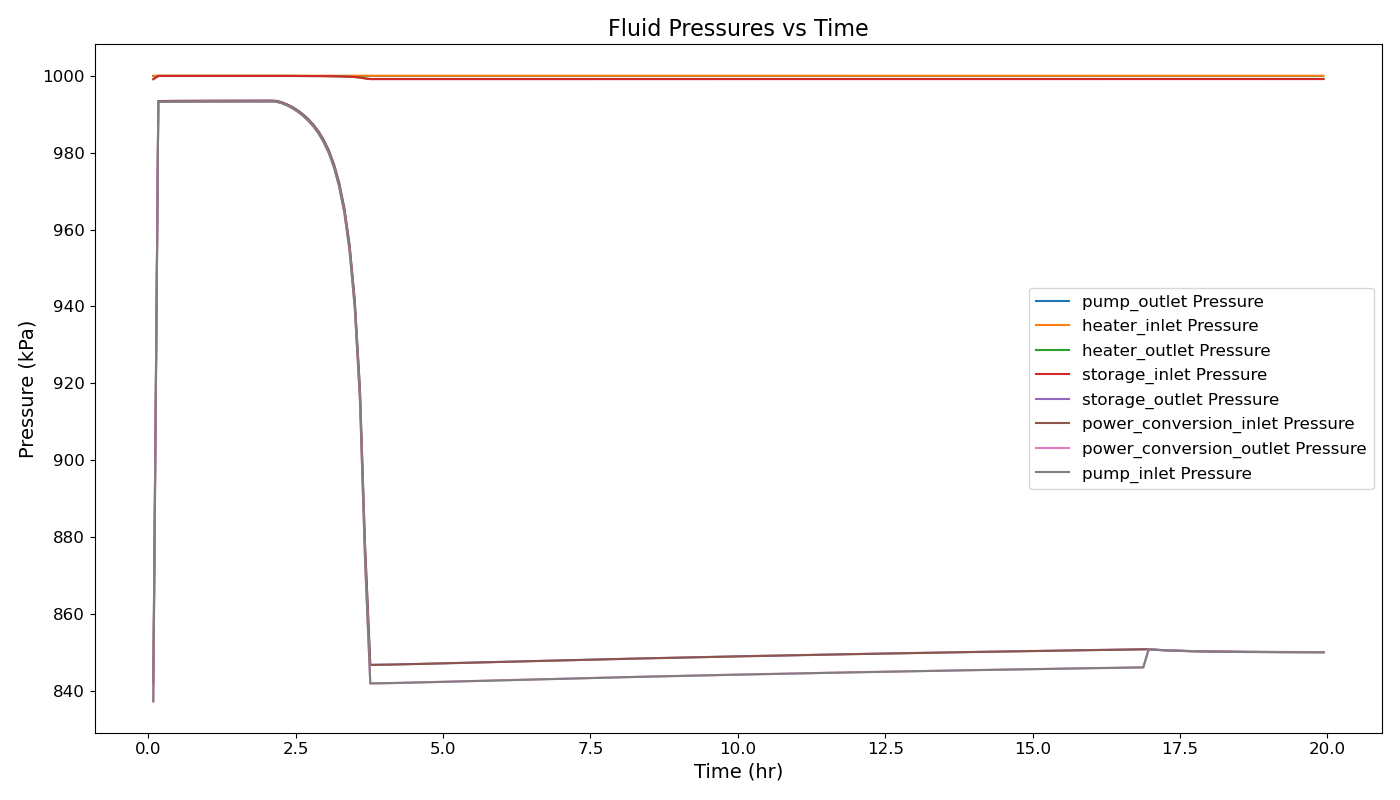 Fluid Pressures vs Time
Pressure (kPa)
1000
980
960
940
920
900
880
860
840
pump_outlet Pressure
heater_inlet Pressure
heater_outlet Pressure
storage_inlet Pressure
storage_outlet Pressure
power_conversion_inlet Pressure
power_conversion_outlet Pressure
pump_inlet Pressure
0.0 2.5 5.0 7.5 10.0 12.5 15.0 17.5 20.0
Time (hr)